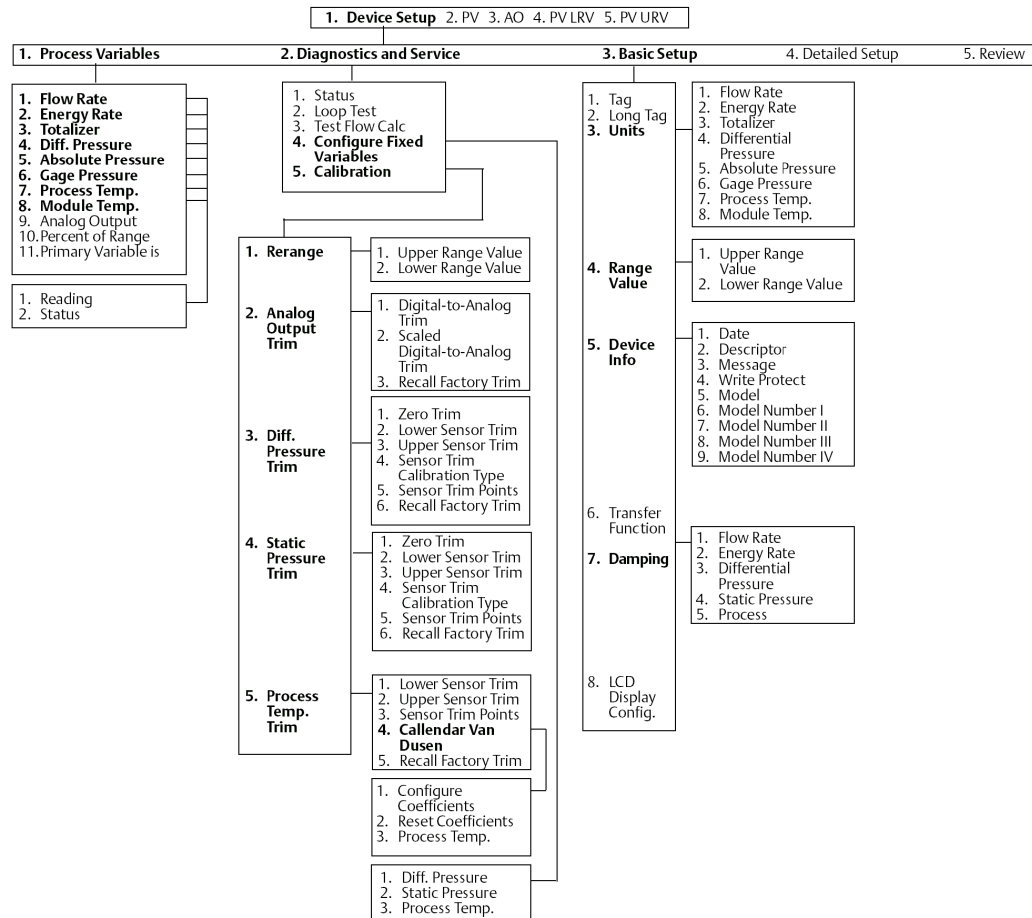 1. Device Setup 2. PV 3. AO 4. PV LRV 5. PV URV
1. Process Variables 2. Diagnostics and Service 3. Basic Setup 4. Detailed Setup 5. Review
1. Flow Rate
2. Energy Rate
3. Totalizer
4. Diff. Pressure
5. Absolute Pressure
6. Gage Pressure
7. Process Temp.
8. Module Temp.
9. Analog Output
10. Percent of Range
11. Primary Variable is
1. Reading
2. Status
1. Status
2. Loop Test
3. Test Flow Calc
4. Configure Fixed
Variables
5. Calibration
1. Rerange
2. Analog
Output
Trim
3. Diff.
Pressure
Trim
4. Static
Pressure
Trim
5. Process
Temp.
Trim
1. Upper Range Value
2. Lower Range Value
1. Digital-to-Analog
Trim
2. Scaled
Digital-to-Analog
Trim
3. Recall Factory Trim
1. Zero Trim
2. Lower Sensor Trim
3. Upper Sensor Trim
4. Sensor Trim
Calibration Type
5. Sensor Trim Points
6. Recall Factory Trim
1. Zero Trim
2. Lower Sensor Trim
3. Upper Sensor Trim
4. Sensor Trim
Calibration Type
5. Sensor Trim Points
6. Recall Factory Trim
1. Lower Sensor Trim
2. Upper Sensor Trim
3. Sensor Trim Points
4. Callendar Van
Dusen
5. Recall Factory Trim
1. Configure
Coefficients
2. Reset Coefficients
3. Process Temp.
1. Diff. Pressure
2. Static Pressure
3. Process Temp.
1. Tag
2. Long Tag
3. Units
4. Range
Value
5. Device
Info
6. Transfer
Function
7. Damping
8. LCD
Display
Config.
1. Flow Rate
2. Energy Rate
3. Totalizer
4. Differential
Pressure
5. Absolute Pressure
6. Gage Pressure
7. Process Temp.
8. Module Temp.
1. Upper Range
Value
2. Lower Range Value
1. Date
2. Descriptor
3. Message
4. Write Protect
5. Model
6. Model Number I
7. Model Number II
8. Model Number III
9. Model Number IV
1. Flow Rate
2. Energy Rate
3. Differential
Pressure
4. Static Pressure
5. Process